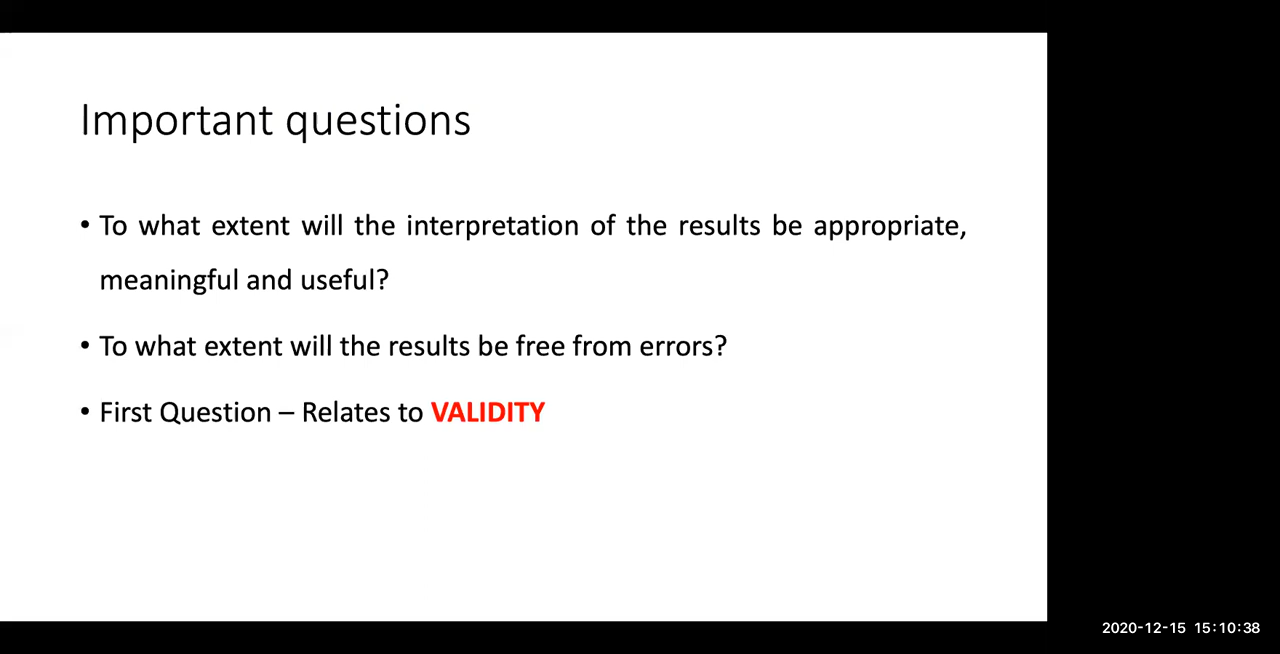 Important questions
• To what extent will the interpretation of the results be appropriate,
meaningful and useful?
• To what extent will the results be free from errors?
• First Question – Relates to VALIDITY
2020-12-15 15:10:38